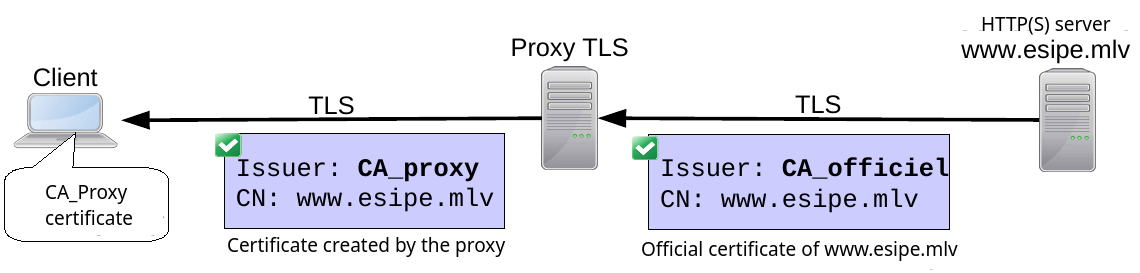 HTTP(S) server
www.esipe.mlv
Proxy TLS
Client
TLS
TLS
Issuer: CA_proxy
CN: www.esipe.mlv
Issuer: CA_officiel
CN: www.esipe.mlv
CA_Proxy
certificate
Certificate created by the proxy
Official certificate of www.esipe.mlv